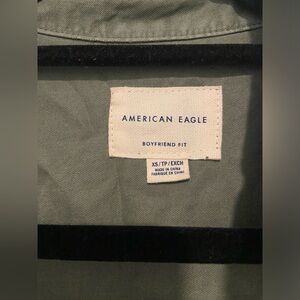 AMERICAN EAGLE
BOYFRIEND FIT
XS/TP/EXCH
MADE IN CHINA
FABRIQUÉ EN CHINE